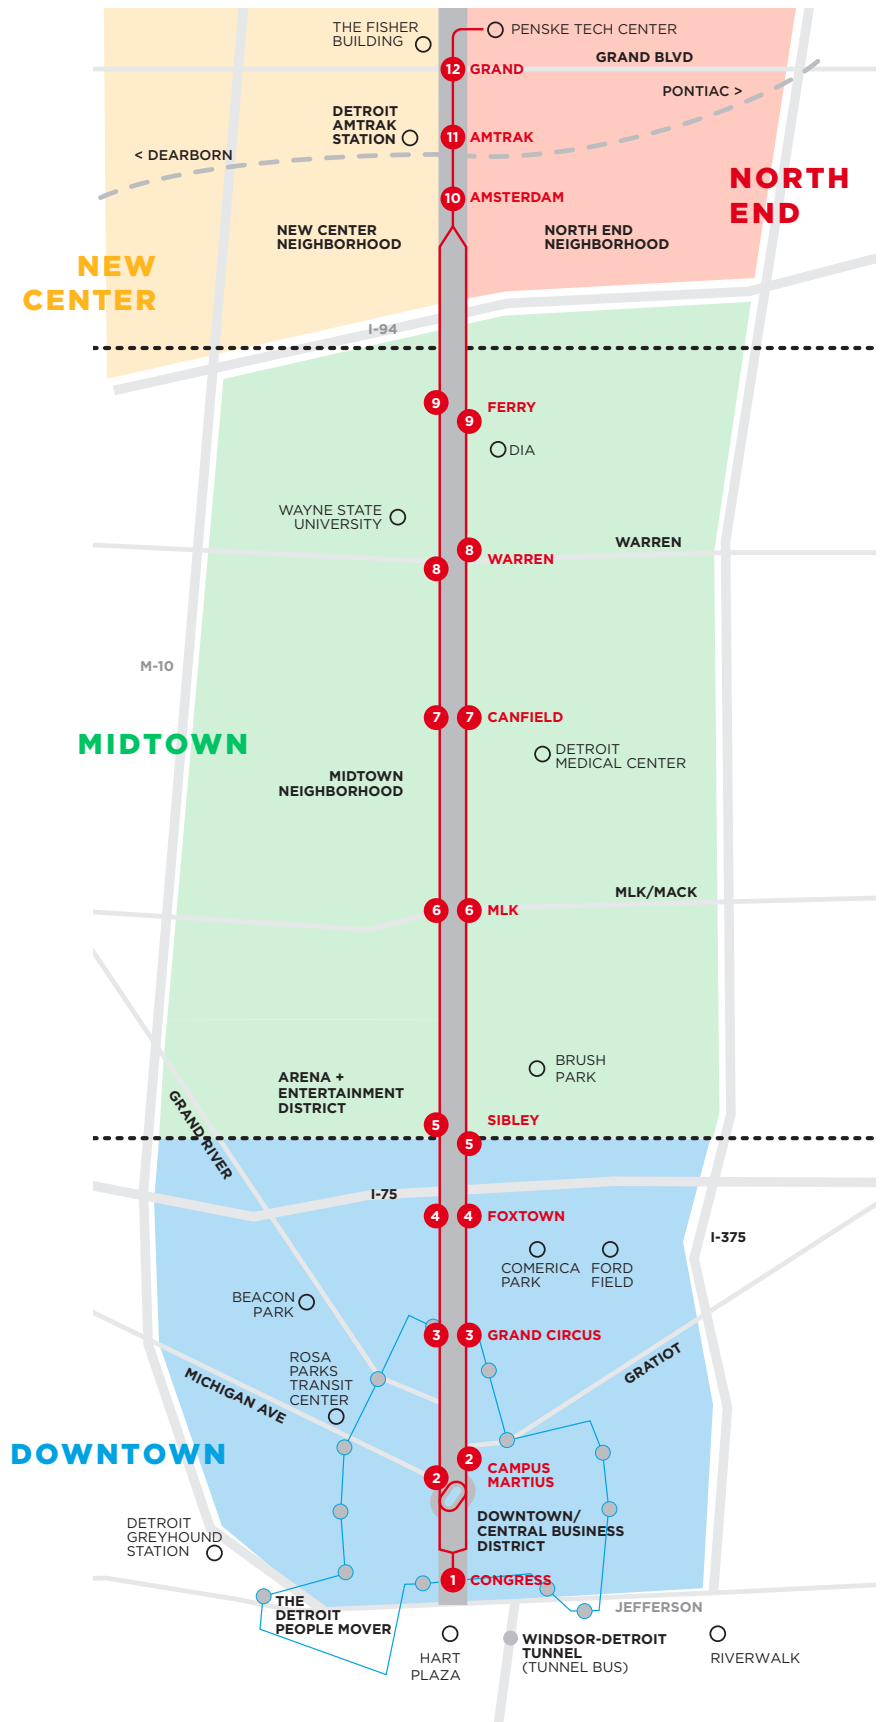 THE FISHER
BUILDING
PENSKE TECH CENTER
12 GRAND
GRAND BLVD
PONTIAC >
DETROIT
AMTRAK
STATION
11 AMTRAK
< DEARBORN
NORTH
END
10 AMSTERDAM
NEW CENTER
NEIGHBORHOOD
NORTH END
NEIGHBORHOOD
NEW
CENTER
I-94
9
9
FERRY
DIA
WAYNE STATE
UNIVERSITY
WARREN
8
8
WARREN
M-10
7
7
CANFIELD
MIDTOWN
DETROIT
MEDICAL CENTER
MIDTOWN
NEIGHBORHOOD
MLK/MACK
6
6
MLK
BRUSH
PARK
ARENA +
ENTERTAINMENT
DISTRICT
GRAND RIVER
5
5
SIBLEY
I-75
4
4
FOXTOWN
I-375
COMERICA
PARK
FORD
FIELD
BEACON
PARK
3
3
GRAND CIRCUS
ROSA
PARKS
TRANSIT
CENTER
GRATIOT
MICHIGAN AVE
DOWNTOWN
2
2
CAMPUS
MARTIUS
DOWNTOWN/
CENTRAL BUSINESS
DISTRICT
DETROIT
GREYHOUND
STATION
1 CONGRESS
THE
DETROIT
PEOPLE MOVER
JEFFERSON
HART
PLAZA
WINDSOR-DETROIT
TUNNEL
(TUNNEL BUS)
RIVERWALK